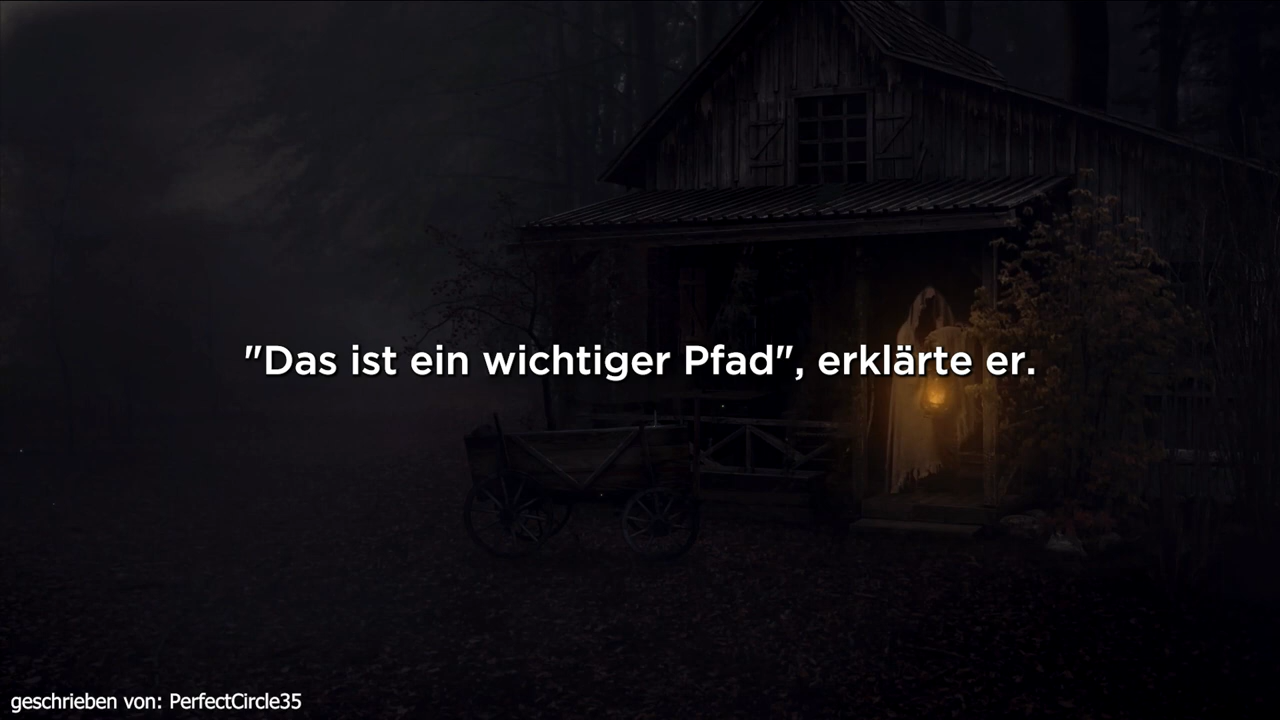 "Das ist ein wichtiger Pfad", erklärte er.
geschrieben von: PerfectCircle35